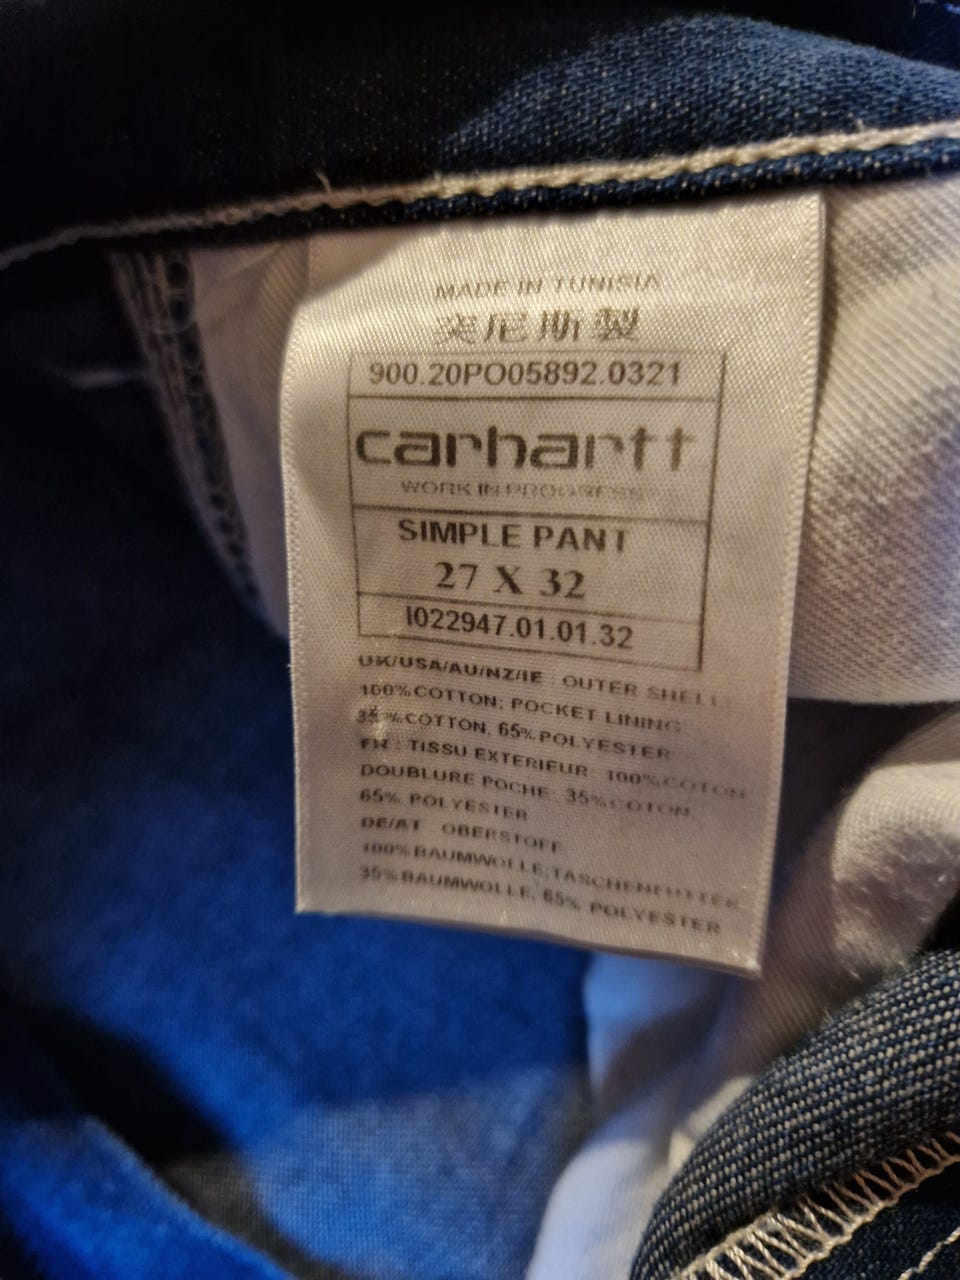 MADE IN TUNISIA
突尼斯製
900.20PO05892.0321
carhartt
WORK IN PROGRESS
SIMPLE PANT
27 X 32
I022947.01.01.32
UK/USA/AU/NZ/IE : OUTER SHELL
100%COTTON; POCKET LINING
35%COTTON, 65%POLYESTER
FR : TISSU EXTERIEUR: 100%COTON
DOUBLURE POCHE: 35%COTON,
65% POLYESTER
DE/AT OBERSTOFF
100%BAUMWOLLE;TASCHENFUTTER
35%BAUMWOLLE, 65% POLYESTER